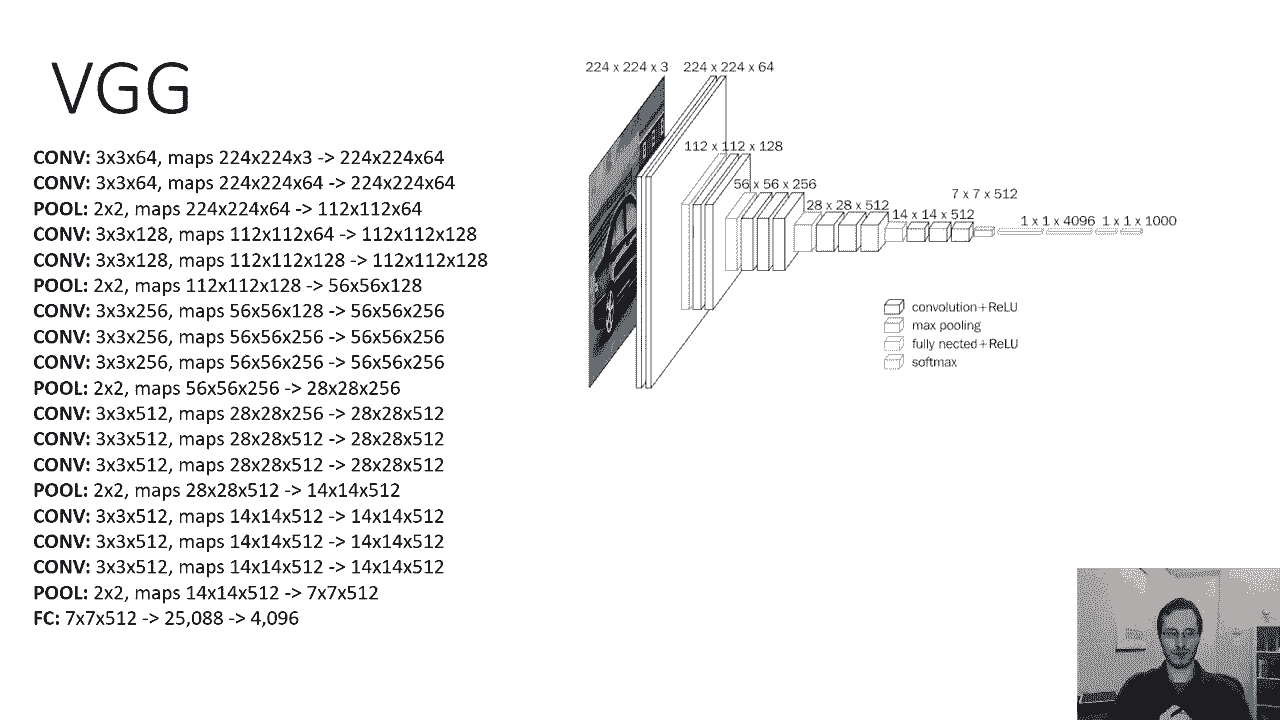 VGG
CONV: 3x3x64, maps 224x224x3 -> 224x224x64
CONV: 3x3x64, maps 224x224x64 -> 224x224x64
POOL: 2x2, maps 224x224x64 -> 112x112x64
CONV: 3x3x128, maps 112x112x64 -> 112x112x128
CONV: 3x3x128, maps 112x112x128 -> 112x112x128
POOL: 2x2, maps 112x112x128 -> 56x56x128
CONV: 3x3x256, maps 56x56x128 -> 56x56x256
CONV: 3x3x256, maps 56x56x256 -> 56x56x256
CONV: 3x3x256, maps 56x56x256 -> 56x56x256
POOL: 2x2, maps 56x56x256 -> 28x28x256
CONV: 3x3x512, maps 28x28x256 -> 28x28x512
CONV: 3x3x512, maps 28x28x512 -> 28x28x512
CONV: 3x3x512, maps 28x28x512 -> 28x28x512
POOL: 2x2, maps 28x28x512 -> 14x14x512
CONV: 3x3x512, maps 14x14x512 -> 14x14x512
CONV: 3x3x512, maps 14x14x512 -> 14x14x512
CONV: 3x3x512, maps 14x14x512 -> 14x14x512
POOL: 2x2, maps 14x14x512 -> 7x7x512
FC: 7x7x512 -> 25,088 -> 4,096
224 x 224 x 3 224 x 224 x 64
112 x 112 x 128
56 x 56 x 256
28 x 28 x 512
14 x 14 x 512
7 x 7 x 512
1 x 1 x 4096 1 x 1 x 1000
convolution+ReLU
max pooling
fully nected+ReLU
softmax